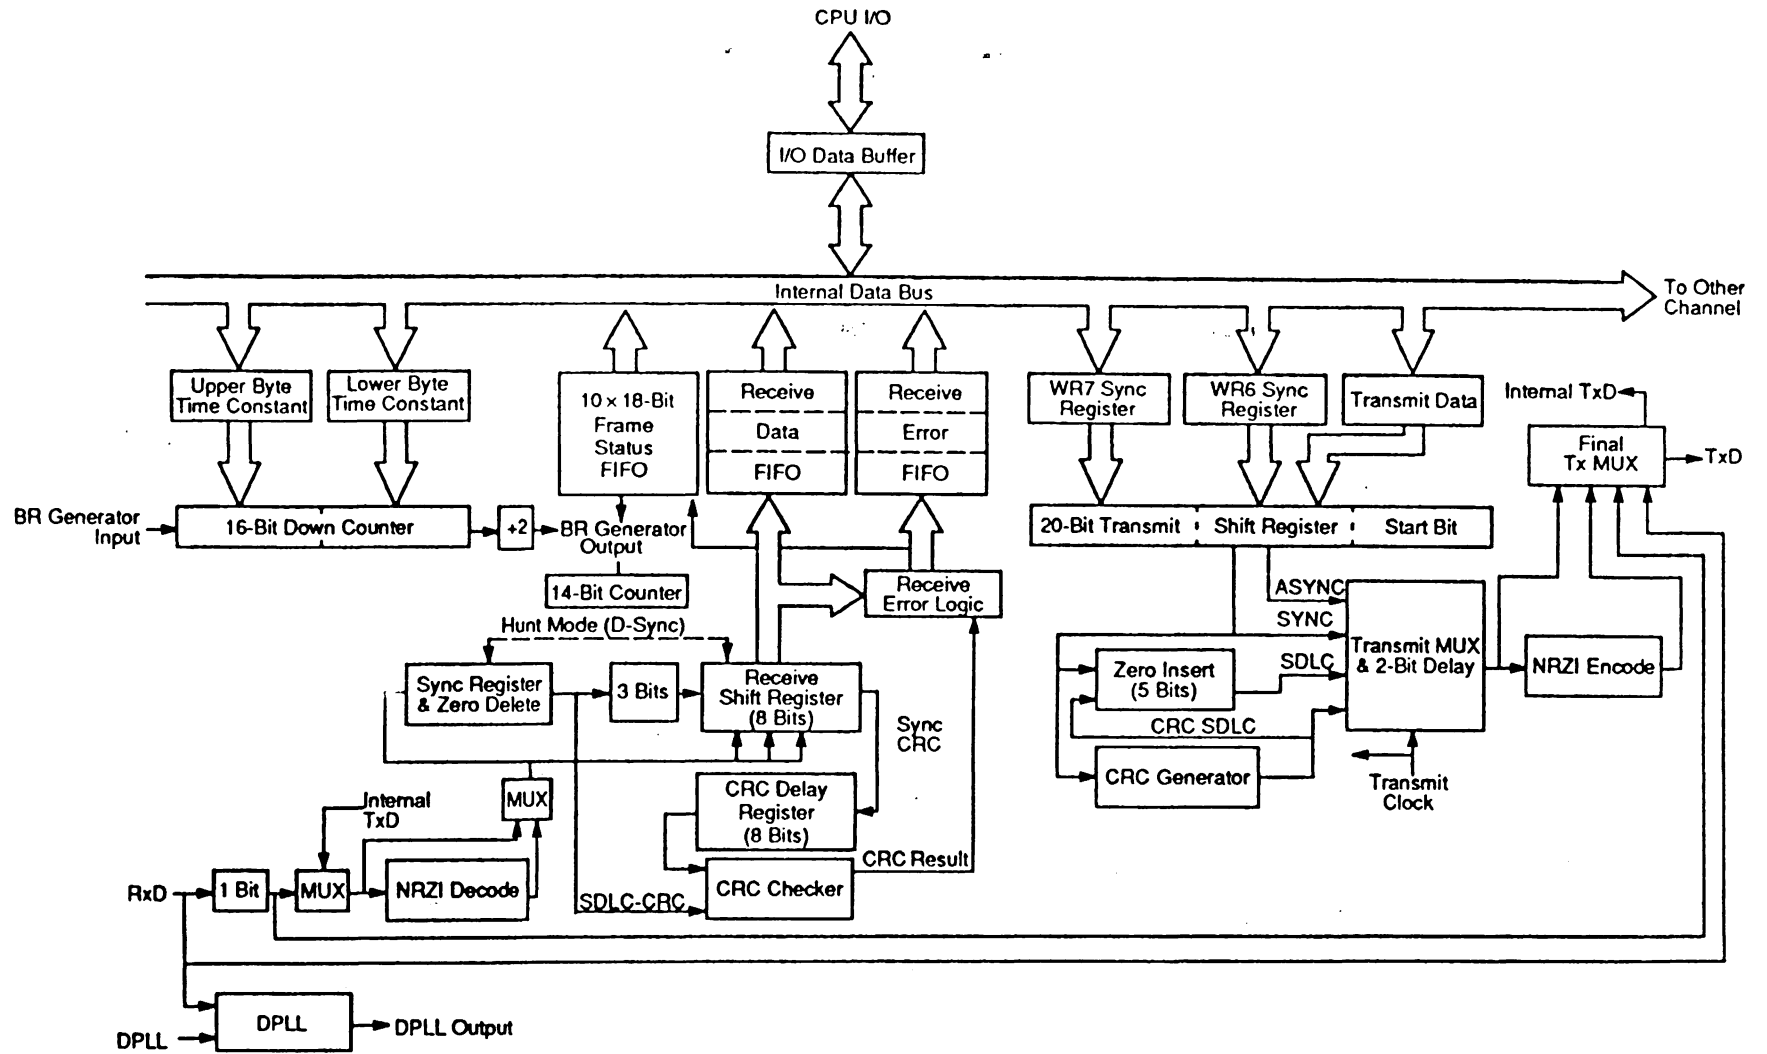 CPU I/O
I/O Data Buffer
Internal Data Bus
To Other
Channel
Upper Byte
Time Constant
Lower Byte
Time Constant
10 × 18-Bit
Frame
Status
FIFO
Receive
Data
FIFO
Receive
Error
FIFO
WR7 Sync
Register
WR6 Sync
Register
Transmit Data
Internal TxD
Final
Tx MUX
TxD
BR Generator
Input
16-Bit Down Counter
+2
BR Generator
Output
14-Bit Counter
20-Bit Transmit
Shift Register
Start Bit
Receive
Error Logic
Hunt Mode (D-Sync)
Sync Register
& Zero Delete
3 Bits
Receive
Shift Register
(8 Bits)
Sync
CRC
ASYNC
SYNC
Zero Insert
(5 Bits)
SDLC
Transmit MUX
& 2-Bit Delay
NRZI Encode
CRC SDLC
CRC Generator
Transmit
Clock
MUX
CRC Delay
Register
(8 Bits)
Internal
TxD
CRC Result
RxD
1 Bit
MUX
NRZI Decode
CRC Checker
SDLC-CRC
DPLL
DPLL
DPLL Output